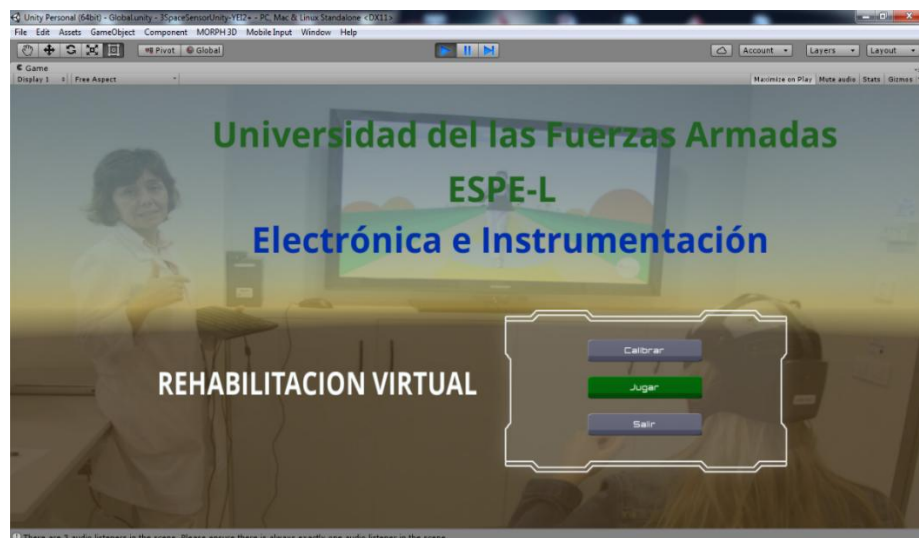 Unity Personal (64bit) - Global.unity - 3SpaceSensorUnity-YEI2+ - PC, Mac & Linux Standalone <DX11>
File Edit Assets GameObject Component MORPH3D MobileInput Window Help
Pivot Global Account Layers Layout
Game
Display 1 Free Aspect Maximize on Play Mute audio Stats Gizmos
Universidad del las Fuerzas Armadas
ESPE-L
Electrónica e Instrumentación
Calibrar
REHABILITACION VIRTUAL
Jugar
Salir
There are 2 audio listeners in the scene. Please ensure there is always exactly one audio listener in the scene